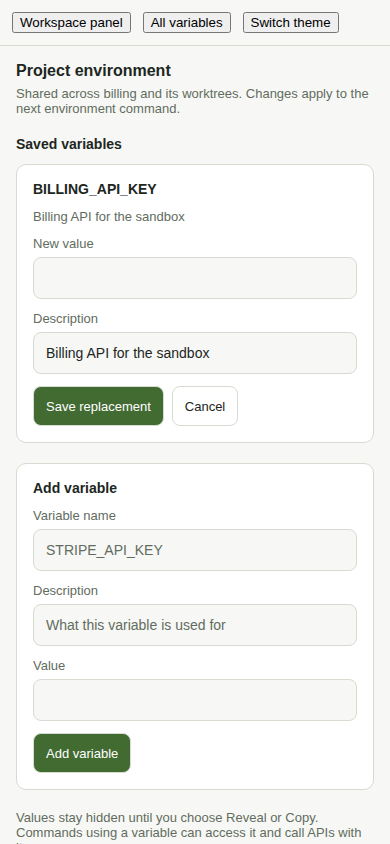 Workspace panel All variables Switch theme
Project environment
Shared across billing and its worktrees. Changes apply to the
next environment command.
Saved variables
BILLING_API_KEY
Billing API for the sandbox
New value
Description
Billing API for the sandbox
Save replacement Cancel
Add variable
Variable name
STRIPE_API_KEY
Description
What this variable is used for
Value
Add variable
Values stay hidden until you choose Reveal or Copy.
Commands using a variable can access it and call APIs with